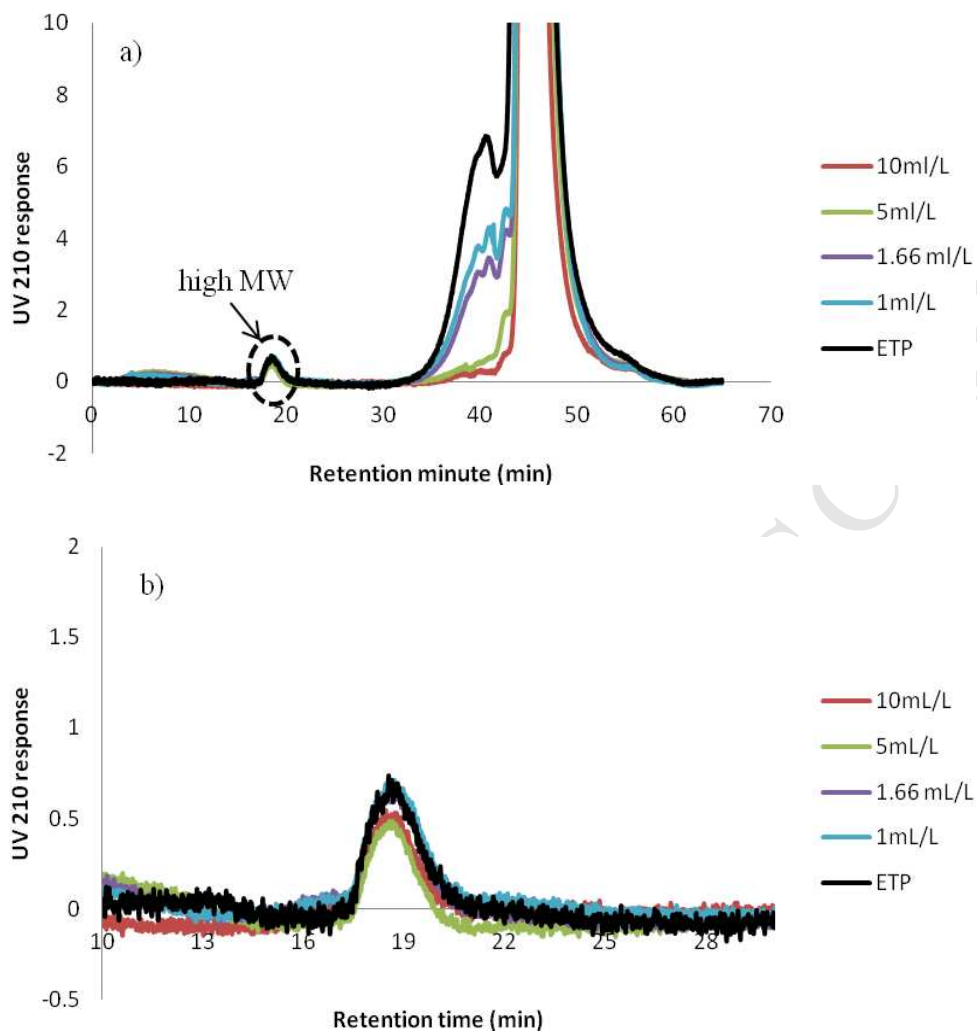 10
a)
8
6
4
2
0
-2
UV 210 response
high MW
0 10 20 30 40 50 60 70
Retention minute (min)
10ml/L
5ml/L
1.66 ml/L
1ml/L
ETP
2
b)
1.5
1
0.5
0
-0.5
UV 210 response
10 13 16 19 22 25 28
Retention time (min)
10mL/L
5mL/L
1.66 mL/L
1mL/L
ETP